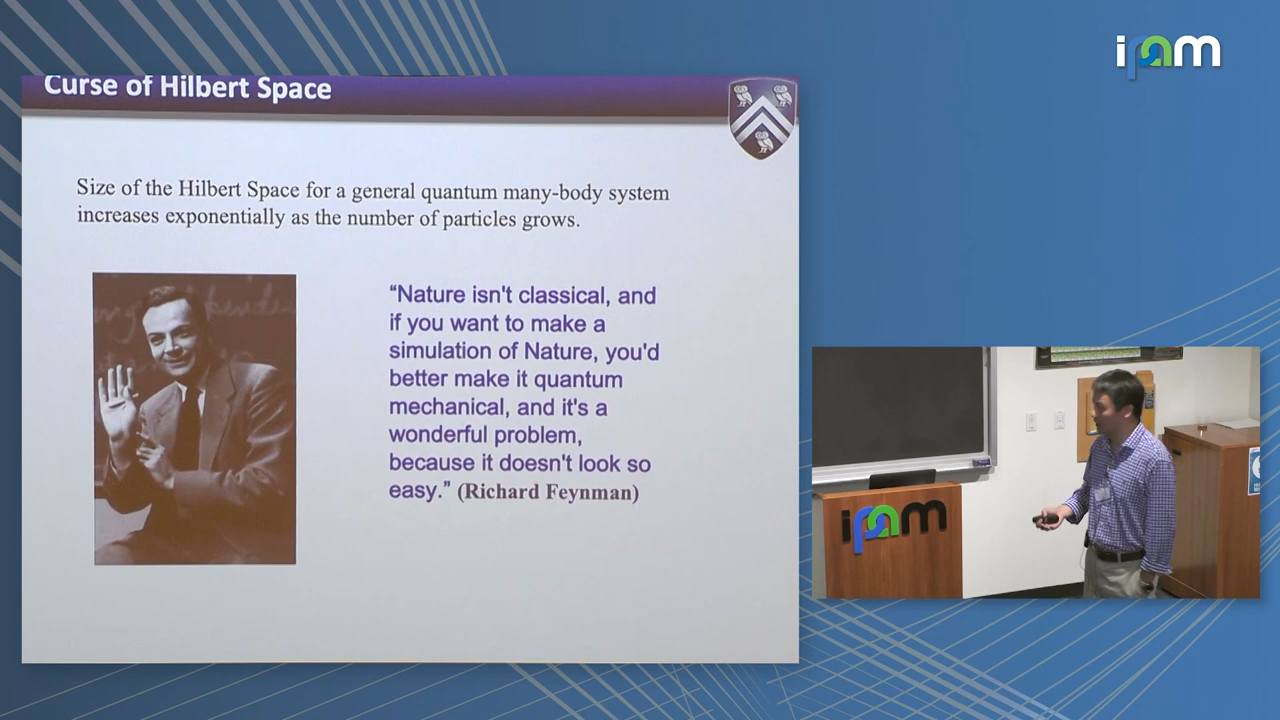 ipam
Curse of Hilbert Space
Size of the Hilbert Space for a general quantum many-body system
increases exponentially as the number of particles grows.
“Nature isn't classical, and
if you want to make a
simulation of Nature, you'd
better make it quantum
mechanical, and it's a
wonderful problem,
because it doesn't look so
easy.” (Richard Feynman)
ipam